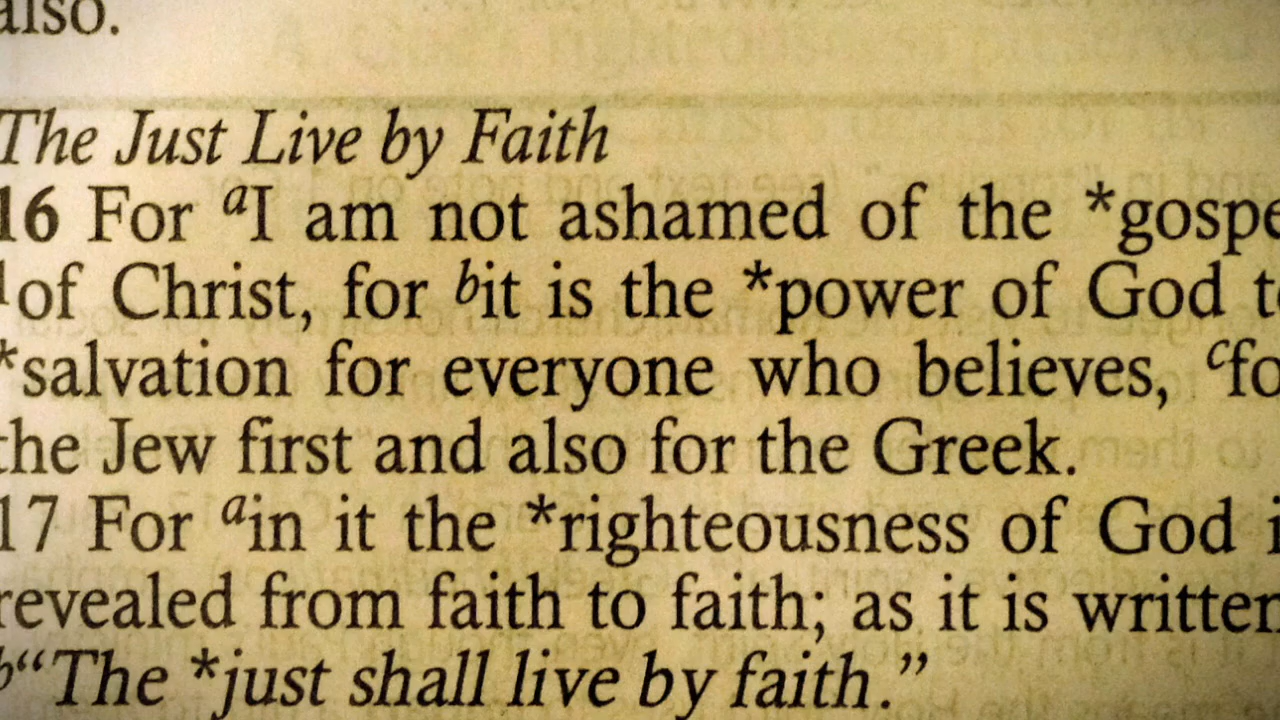 also.
The Just Live by Faith
16 For aI am not ashamed of the *gospe
1of Christ, for bit is the *power of God to
*salvation for everyone who believes, cfo
the Jew first and also for the Greek.
17 For ain it the *righteousness of God i
revealed from faith to faith; as it is written
b“The *just shall live by faith.”